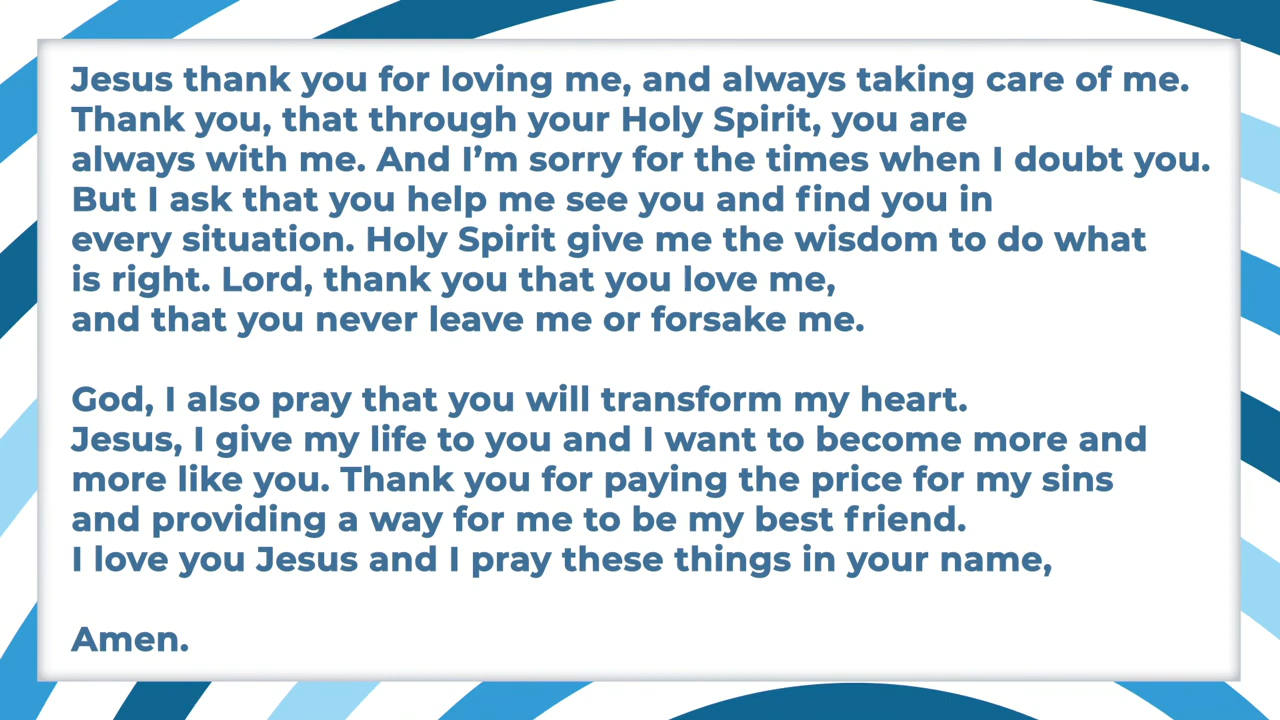 Jesus thank you for loving me, and always taking care of me.
Thank you, that through your Holy Spirit, you are
always with me. And I’m sorry for the times when I doubt you.
But I ask that you help me see you and find you in
every situation. Holy Spirit give me the wisdom to do what
is right. Lord, thank you that you love me,
and that you never leave me or forsake me.
God, I also pray that you will transform my heart.
Jesus, I give my life to you and I want to become more and
more like you. Thank you for paying the price for my sins
and providing a way for me to be my best friend.
I love you Jesus and I pray these things in your name,
Amen.